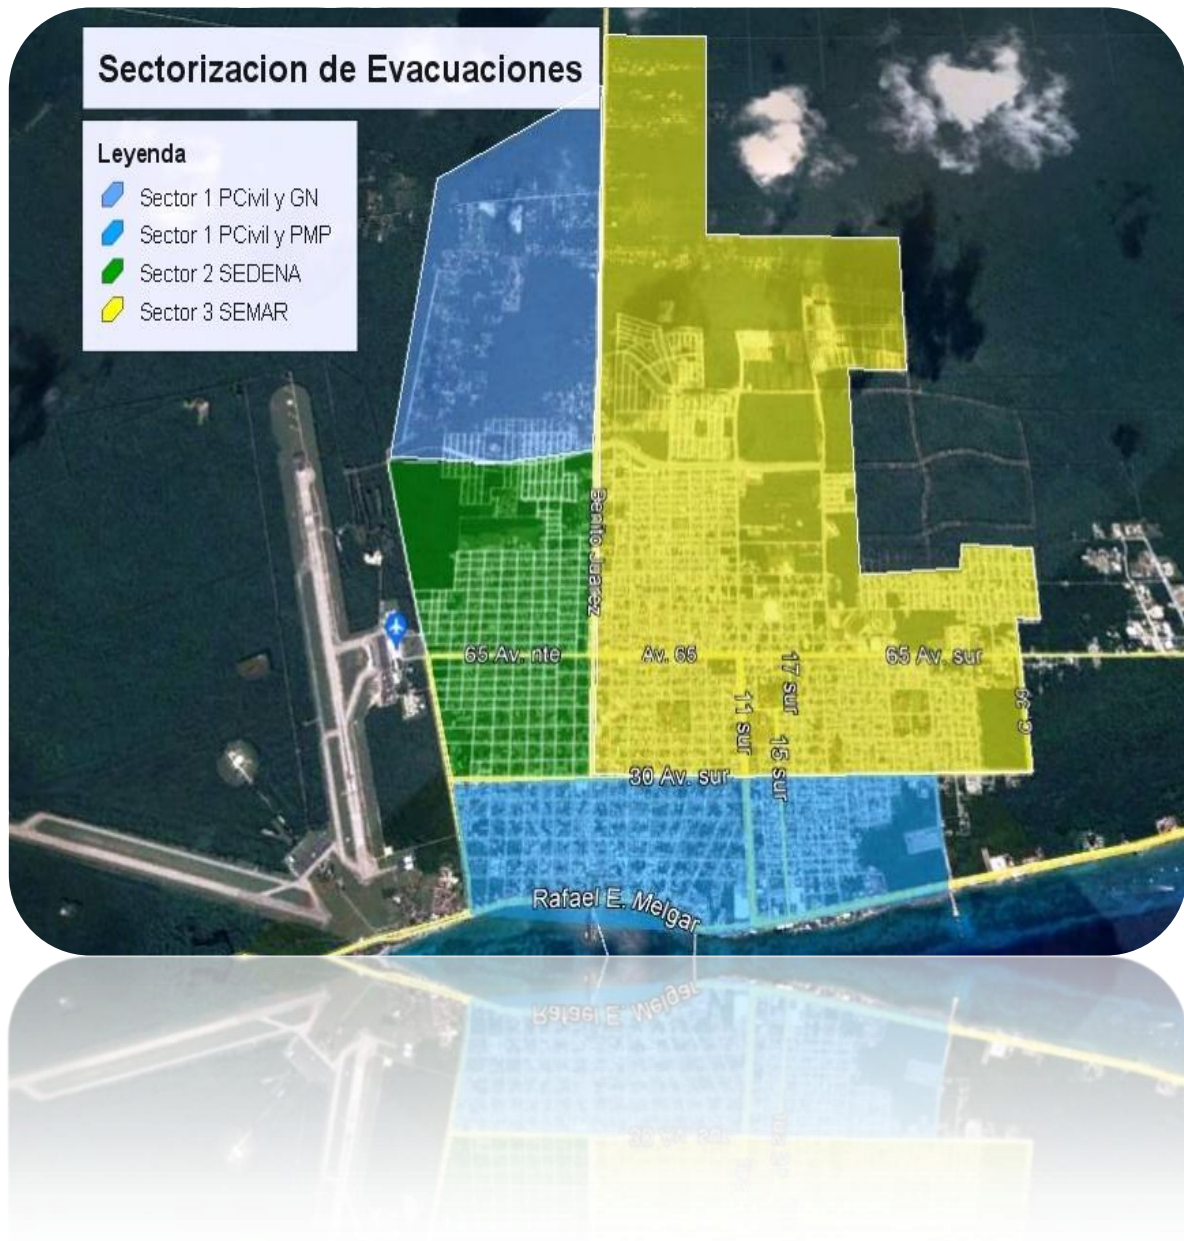 Sectorizacion de Evacuaciones
Leyenda
Sector 1 PCivil y GN
Sector 1 PCivil y PMP
Sector 2 SEDENA
Sector 3 SEMAR
Benito Juarez
65 Av. nte
Av. 65
17 sur
65 Av. sur
11 sur
C. 39
15 sur
30 Av. sur
Rafael E. Melgar